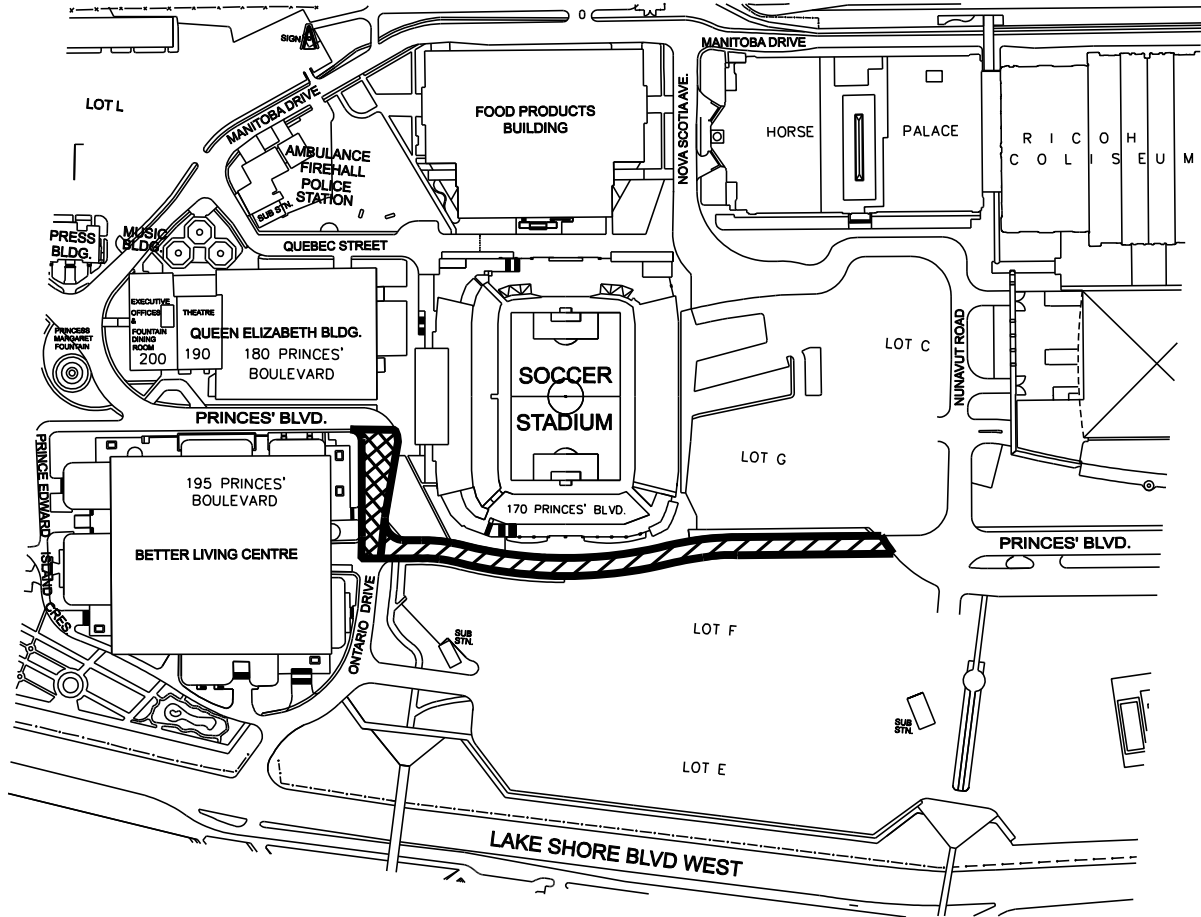 SIGN
MANITOBA DRIVE
LOT L
MANITOBA DRIVE
FOOD PRODUCTS
BUILDING
NOVA SCOTIA AVE.
HORSE
PALACE
RICOH
COLISEUM
AMBULANCE
FIREHALL
POLICE
STATION
SUB STN.
PRESS
BLDG.
MUSIC
BLDG.
QUEBEC STREET
EXECUTIVE
OFFICES
&
FOUNTAIN
DINING
ROOM
200
THEATRE
190
QUEEN ELIZABETH BLDG.
180 PRINCES'
BOULEVARD
PRINCESS
MARGARET
FOUNTAIN
SOCCER
STADIUM
LOT C
NUNAVUT ROAD
PRINCES' BLVD.
LOT G
PRINCE EDWARD ISLAND CRES
195 PRINCES'
BOULEVARD
170 PRINCES' BLVD.
BETTER LIVING CENTRE
PRINCES' BLVD.
ONTARIO DRIVE
LOT F
SUB
STN.
SUB
STN.
LOT E
LAKE SHORE BLVD WEST